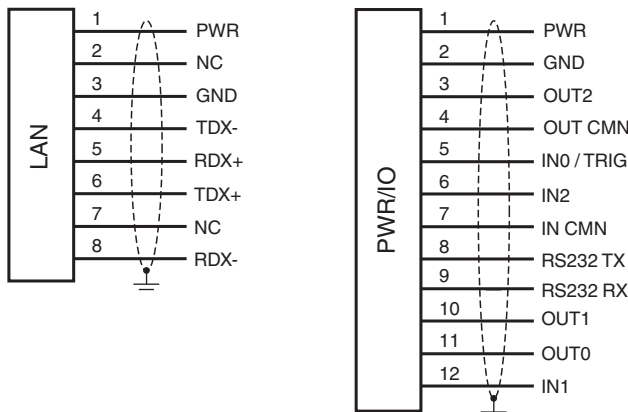 LAN
1 PWR
2 NC
3 GND
4 TDX-
5 RDX+
6 TDX+
7 NC
8 RDX-
PWR/IO
1 PWR
2 GND
3 OUT2
4 OUT CMN
5 IN0 / TRIG
6 IN2
7 IN CMN
8 RS232 TX
9 RS232 RX
10 OUT1
11 OUT0
12 IN1